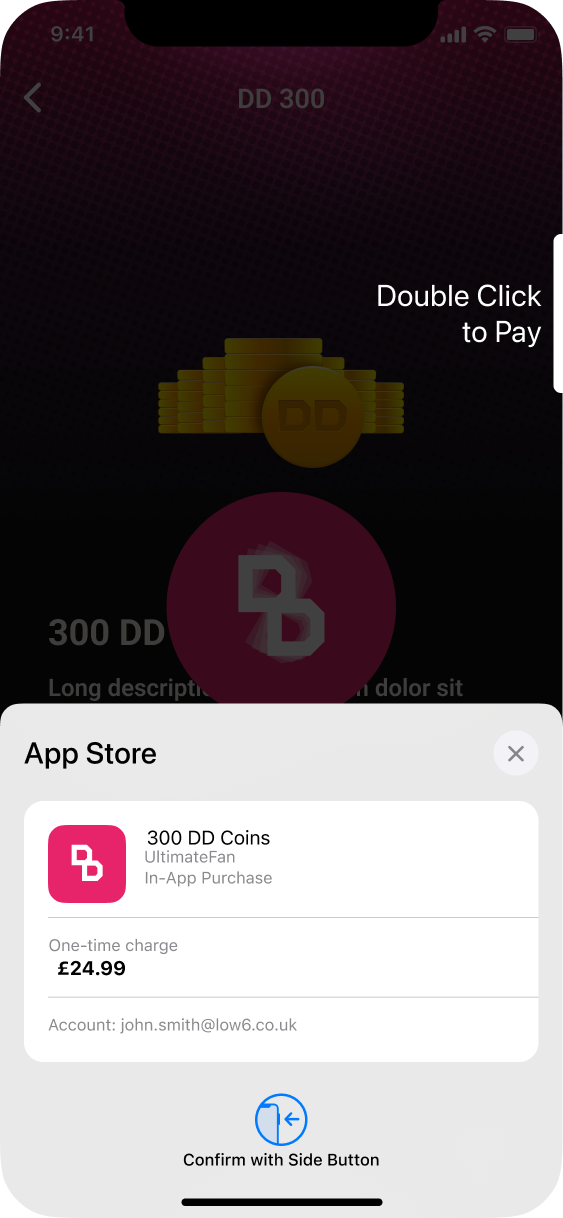 9:41
DD 300
Double Click
to Pay
DD
300 DD
Long descripti
dolor sit
App Store
300 DD Coins
UltimateFan
In-App Purchase
One-time charge
£24.99
Account: john.smith@low6.co.uk
Confirm with Side Button